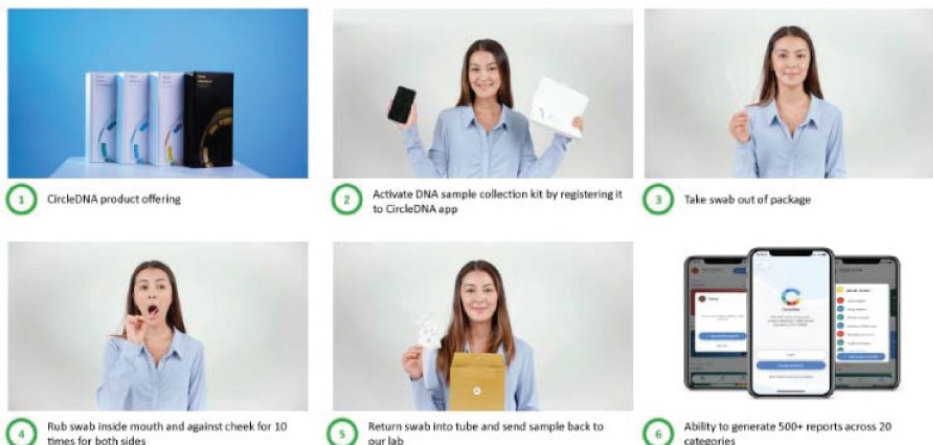 1 CircleDNA product offering
2 Activate DNA sample collection kit by registering it
to CircleDNA app
3 Take swab out of package
4 Rub swab inside mouth and against cheek for 10
times for both sides
5 Return swab into tube and send sample back to
our lab
6 Ability to generate 500+ reports across 20
categories